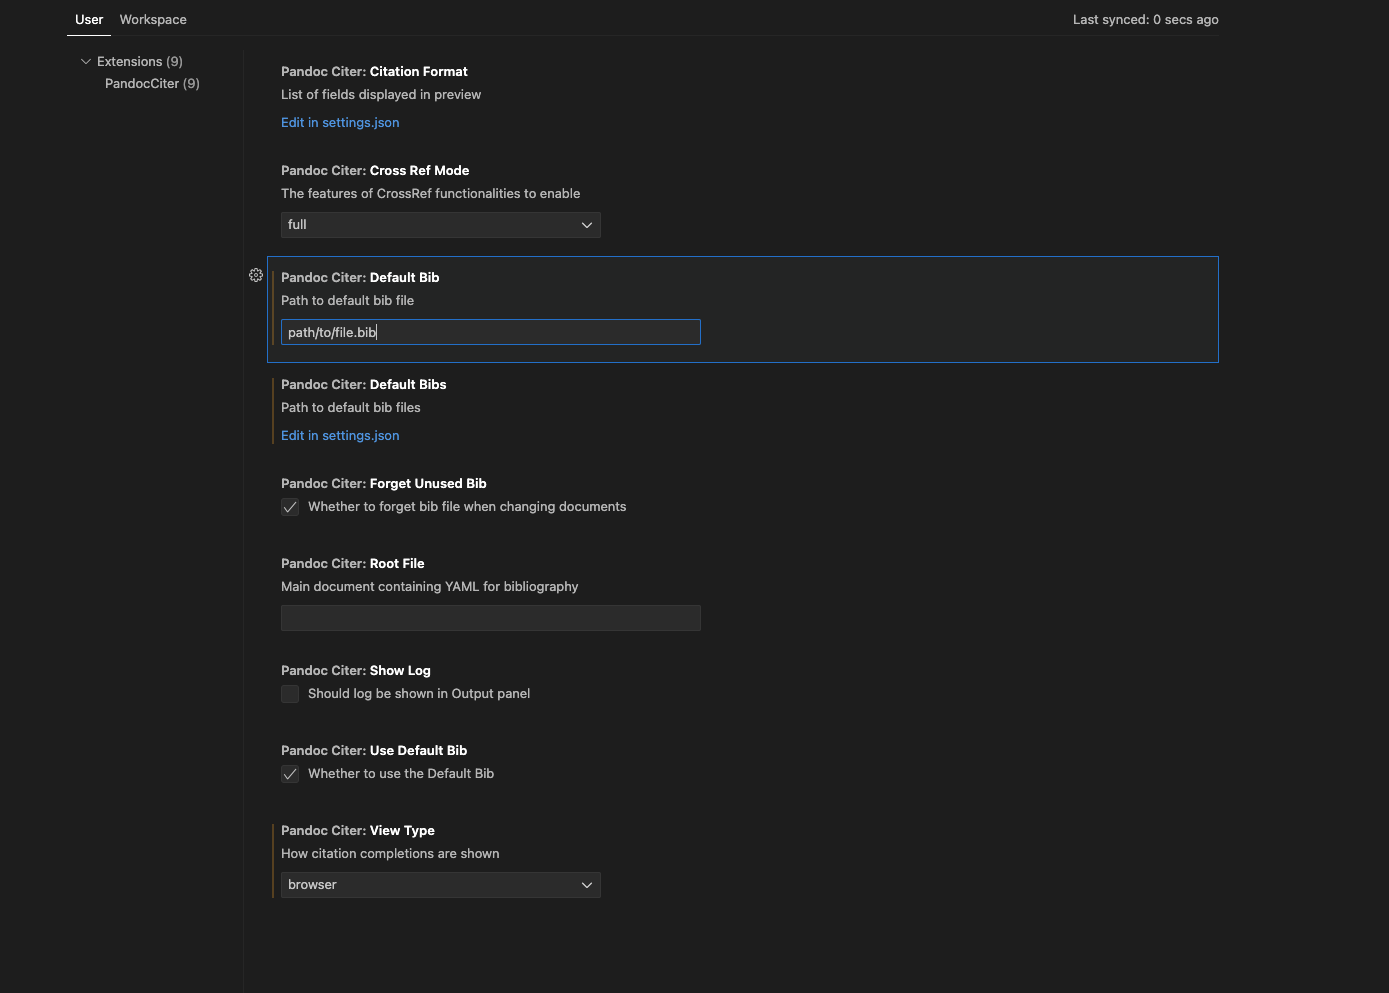 User Workspace Last synced: 0 secs ago
Extensions (9)
PandocCiter (9)
Pandoc Citer: Citation Format
List of fields displayed in preview
Edit in settings.json
Pandoc Citer: Cross Ref Mode
The features of CrossRef functionalities to enable
full
Pandoc Citer: Default Bib
Path to default bib file
path/to/file.bib
Pandoc Citer: Default Bibs
Path to default bib files
Edit in settings.json
Pandoc Citer: Forget Unused Bib
Whether to forget bib file when changing documents
Pandoc Citer: Root File
Main document containing YAML for bibliography
Pandoc Citer: Show Log
Should log be shown in Output panel
Pandoc Citer: Use Default Bib
Whether to use the Default Bib
Pandoc Citer: View Type
How citation completions are shown
browser